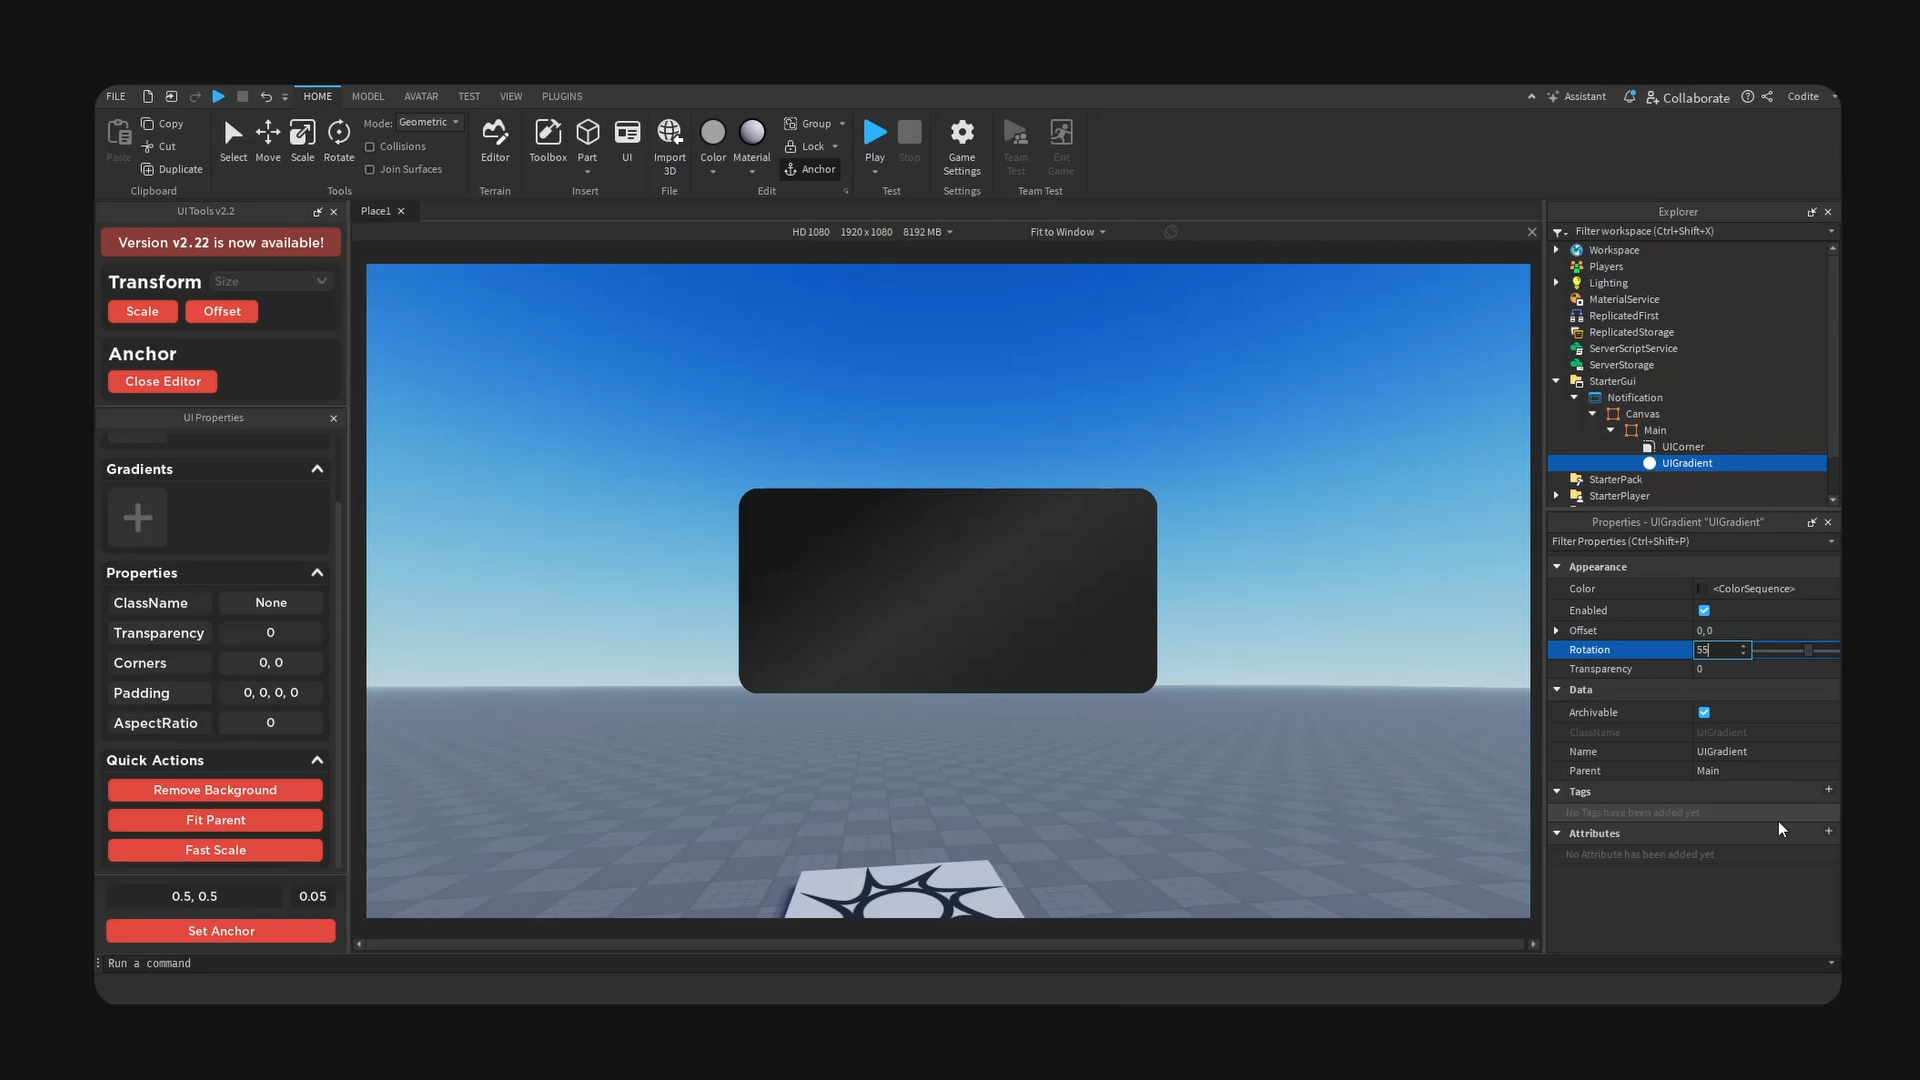 FILE HOME MODEL AVATAR TEST VIEW PLUGINS Assistant Collaborate Codite
Paste Copy Cut Duplicate Clipboard
Select Move Scale Rotate Mode: Geometric Collisions Join Surfaces Tools
Editor Terrain
Toolbox Part UI Insert
Import 3D File
Color Material Group Lock Anchor Edit
Play Stop Test
Game Settings Settings
Team Test Exit Game Team Test
UI Tools v2.2
Version v2.22 is now available!
Transform Size
Scale Offset
Anchor
Close Editor
UI Properties
Gradients
Properties
ClassName None
Transparency 0
Corners 0, 0
Padding 0, 0, 0, 0
AspectRatio 0
Quick Actions
Remove Background
Fit Parent
Fast Scale
0.5, 0.5 0.05
Set Anchor
Place1
HD 1080 1920 x 1080 8192 MB Fit to Window
Explorer
Filter workspace (Ctrl+Shift+X)
Workspace
Players
Lighting
MaterialService
ReplicatedFirst
ReplicatedStorage
ServerScriptService
ServerStorage
StarterGui
Notification
Canvas
Main
UICorner
UIGradient
StarterPack
StarterPlayer
Properties - UIGradient "UIGradient"
Filter Properties (Ctrl+Shift+P)
Appearance
Color <ColorSequence>
Enabled
Offset 0, 0
Rotation 55
Transparency 0
Data
Archivable
ClassName UIGradient
Name UIGradient
Parent Main
Tags
No Tags have been added yet
Attributes
No Attribute has been added yet
Run a command